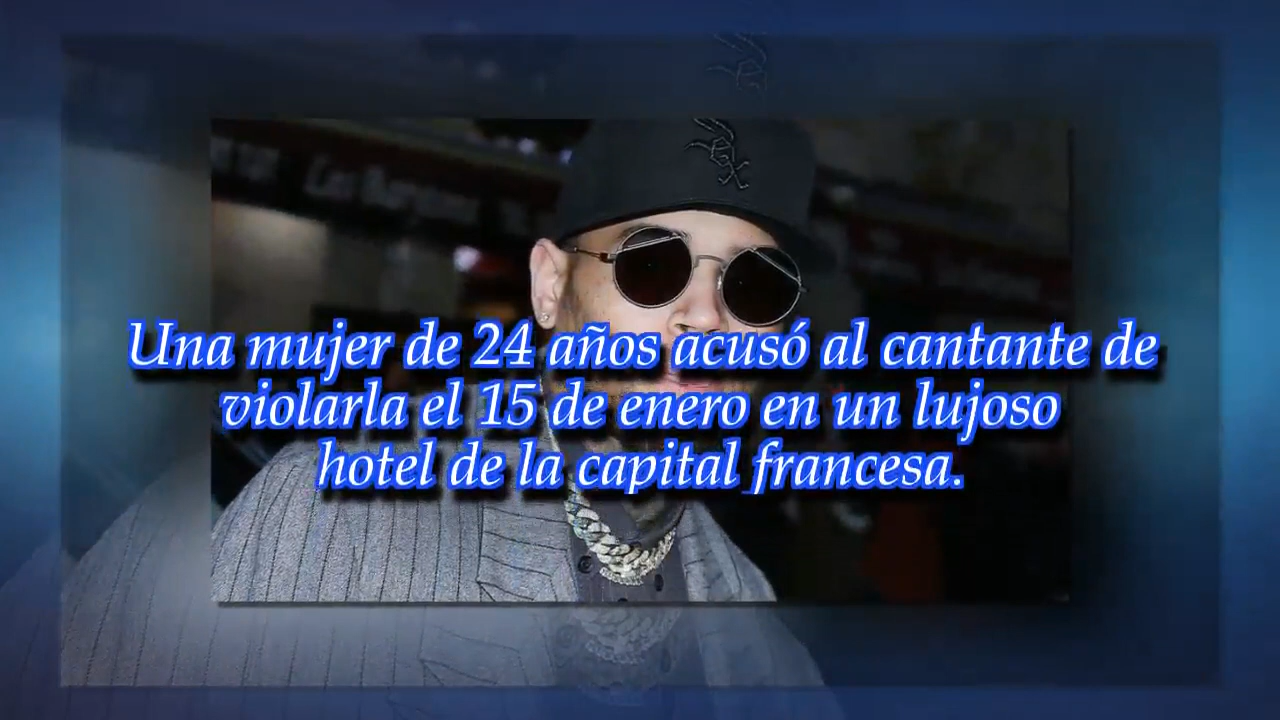 Una mujer de 24 años acusó al cantante de
violarla el 15 de enero en un lujoso
hotel de la capital francesa.